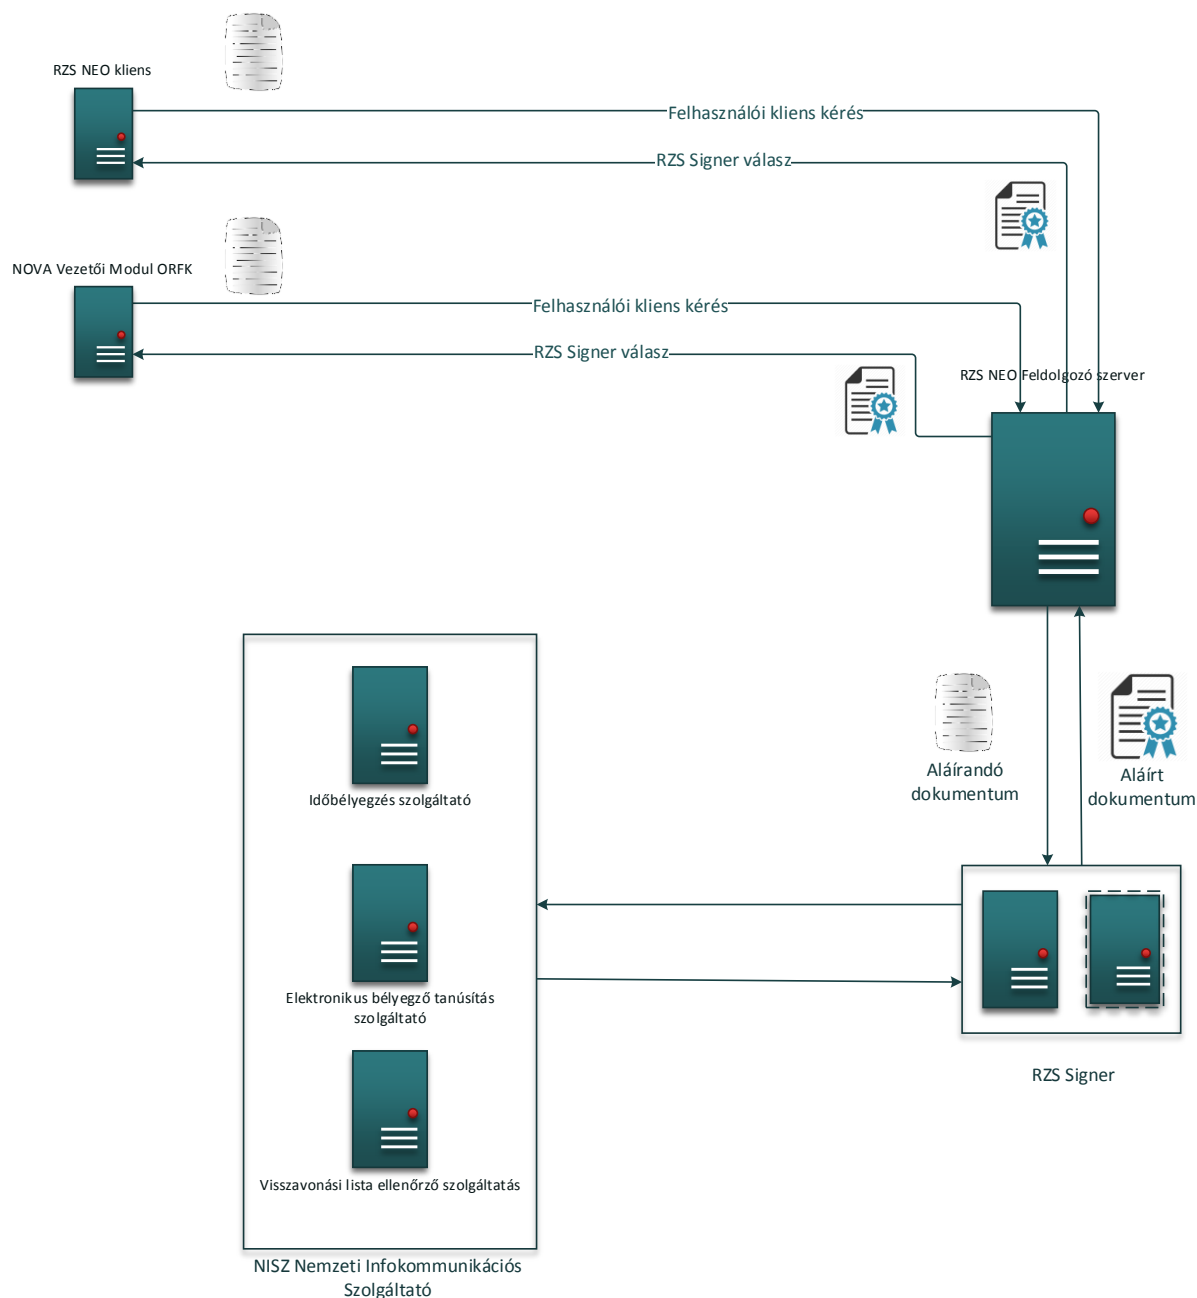 RZS NEO kliens
Felhasználói kliens kérés
RZS Signer válasz
NOVA Vezetői Modul ORFK
Felhasználói kliens kérés
RZS Signer válasz
RZS NEO Feldolgozó szerver
Aláírandó
dokumentum
Aláírt
dokumentum
Időbélyegzés szolgáltató
Elektronikus bélyegző tanúsítás
szolgáltató
RZS Signer
Visszavonási lista ellenőrző szolgáltatás
NISZ Nemzeti Infokommunikációs
Szolgáltató